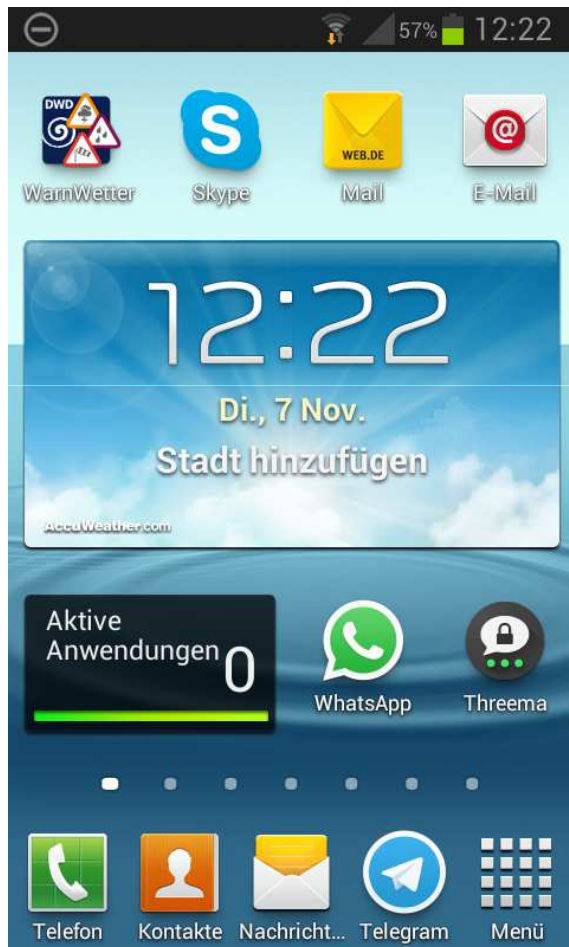 57% 12:22
DWD
WEB.DE
WarnWetter Skype Mail E-Mail
12:22
Di., 7 Nov.
Stadt hinzufügen
AccuWeather.com
Aktive
Anwendungen 0
WhatsApp Threema
Telefon Kontakte Nachricht... Telegram Menü